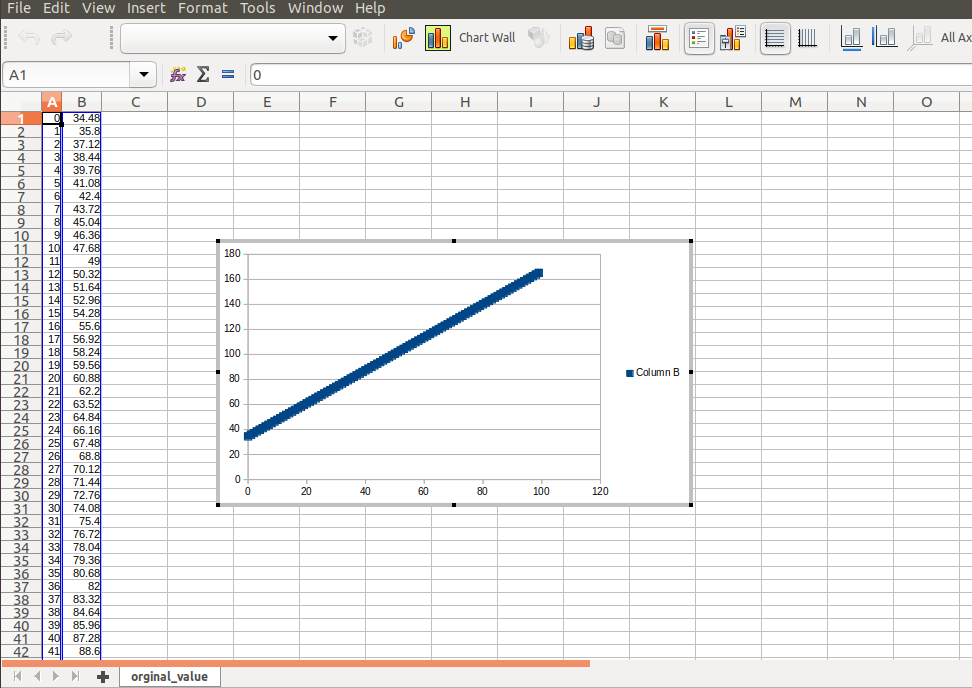 File Edit View Insert Format Tools Window Help
Chart Wall All Ax
A1 0
A B C D E F G H I J K L M N O
1 0 34.48
2 1 35.8
3 2 37.12
4 3 38.44
5 4 39.76
6 5 41.08
7 6 42.4
8 7 43.72
9 8 45.04
10 9 46.36
11 10 47.68
12 11 49
13 12 50.32
14 13 51.64
15 14 52.96
16 15 54.28
17 16 55.6
18 17 56.92
19 18 58.24
20 19 59.56
21 20 60.88
22 21 62.2
23 22 63.52
24 23 64.84
25 24 66.16
26 25 67.48
27 26 68.8
28 27 70.12
29 28 71.44
30 29 72.76
31 30 74.08
32 31 75.4
33 32 76.72
34 33 78.04
35 34 79.36
36 35 80.68
37 36 82
38 37 83.32
39 38 84.64
40 39 85.96
41 40 87.28
42 41 88.6
180
160
140
120
100
80
60
40
20
0
0 20 40 60 80 100 120
Column B
orginal_value